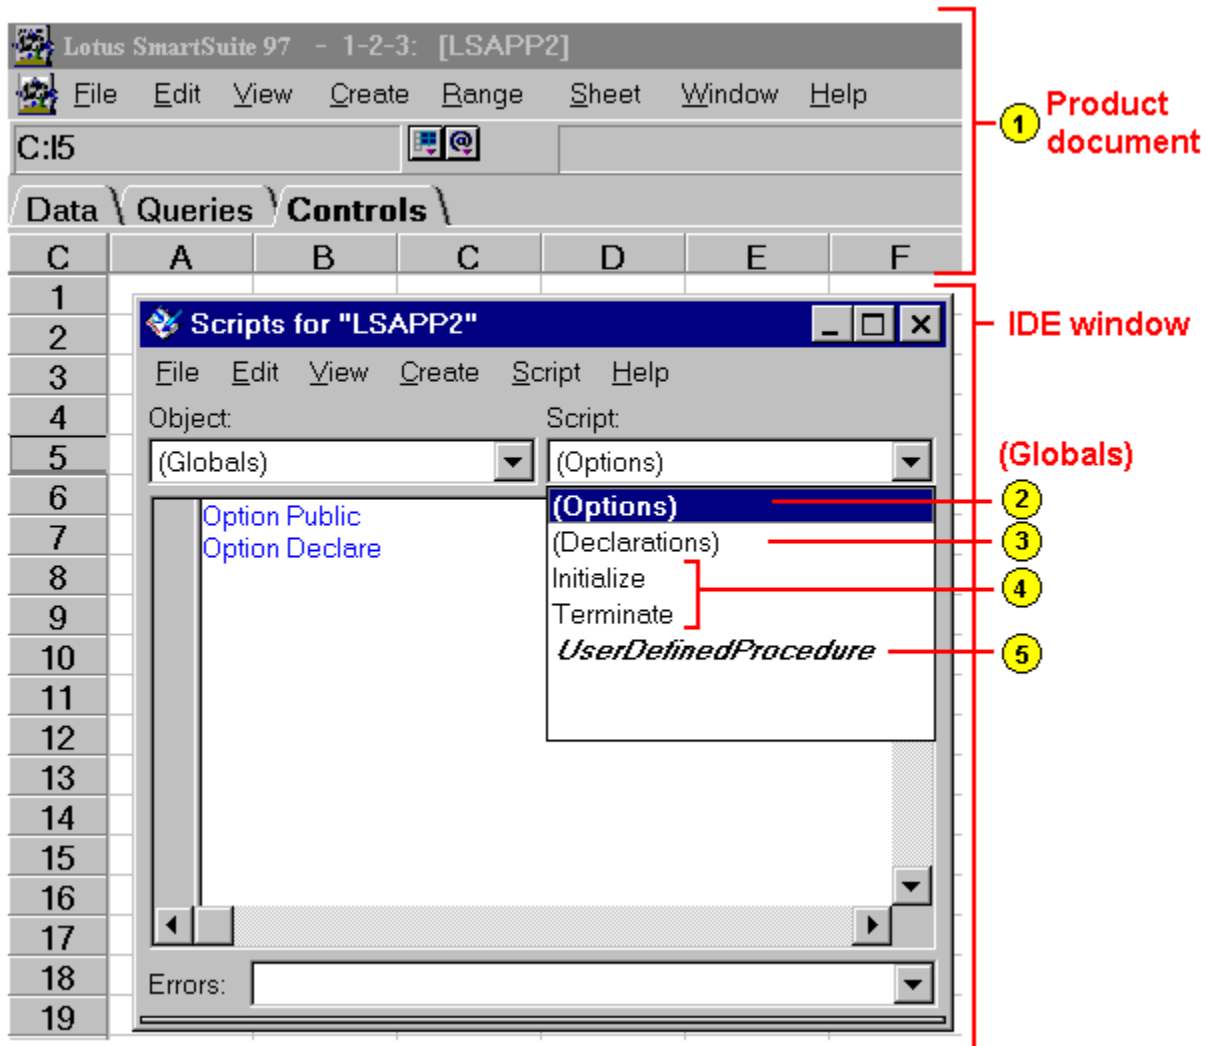 Lotus SmartSuite 97 - 1-2-3: [LSAPP2]
File Edit View Create Range Sheet Window Help
1 Product document
C:I5 @
Data Queries Controls
C A B C D E F
1
2
3
4
5
6
7
8
9
10
11
12
13
14
15
16
17
18
19
Scripts for "LSAPP2"
IDE window
File Edit View Create Script Help
Object: Script:
(Globals) (Options)
(Globals)
Option Public
Option Declare
(Options) 2
(Declarations) 3
Initialize
Terminate
4
UserDefinedProcedure 5
Errors: